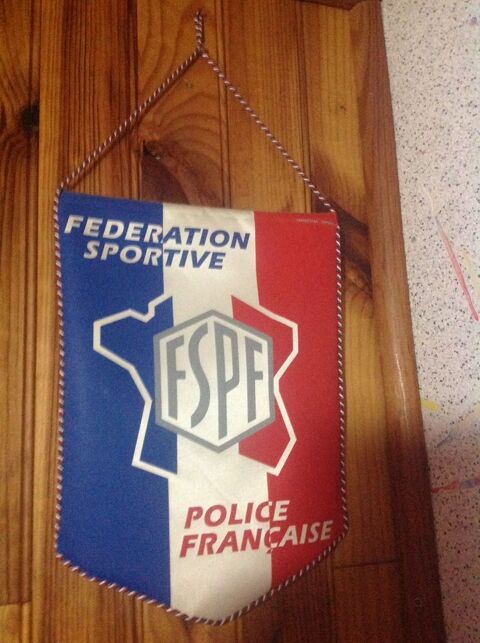 FEDERATION
SPORTIVE
FSPF
POLICE
FRANÇAISE